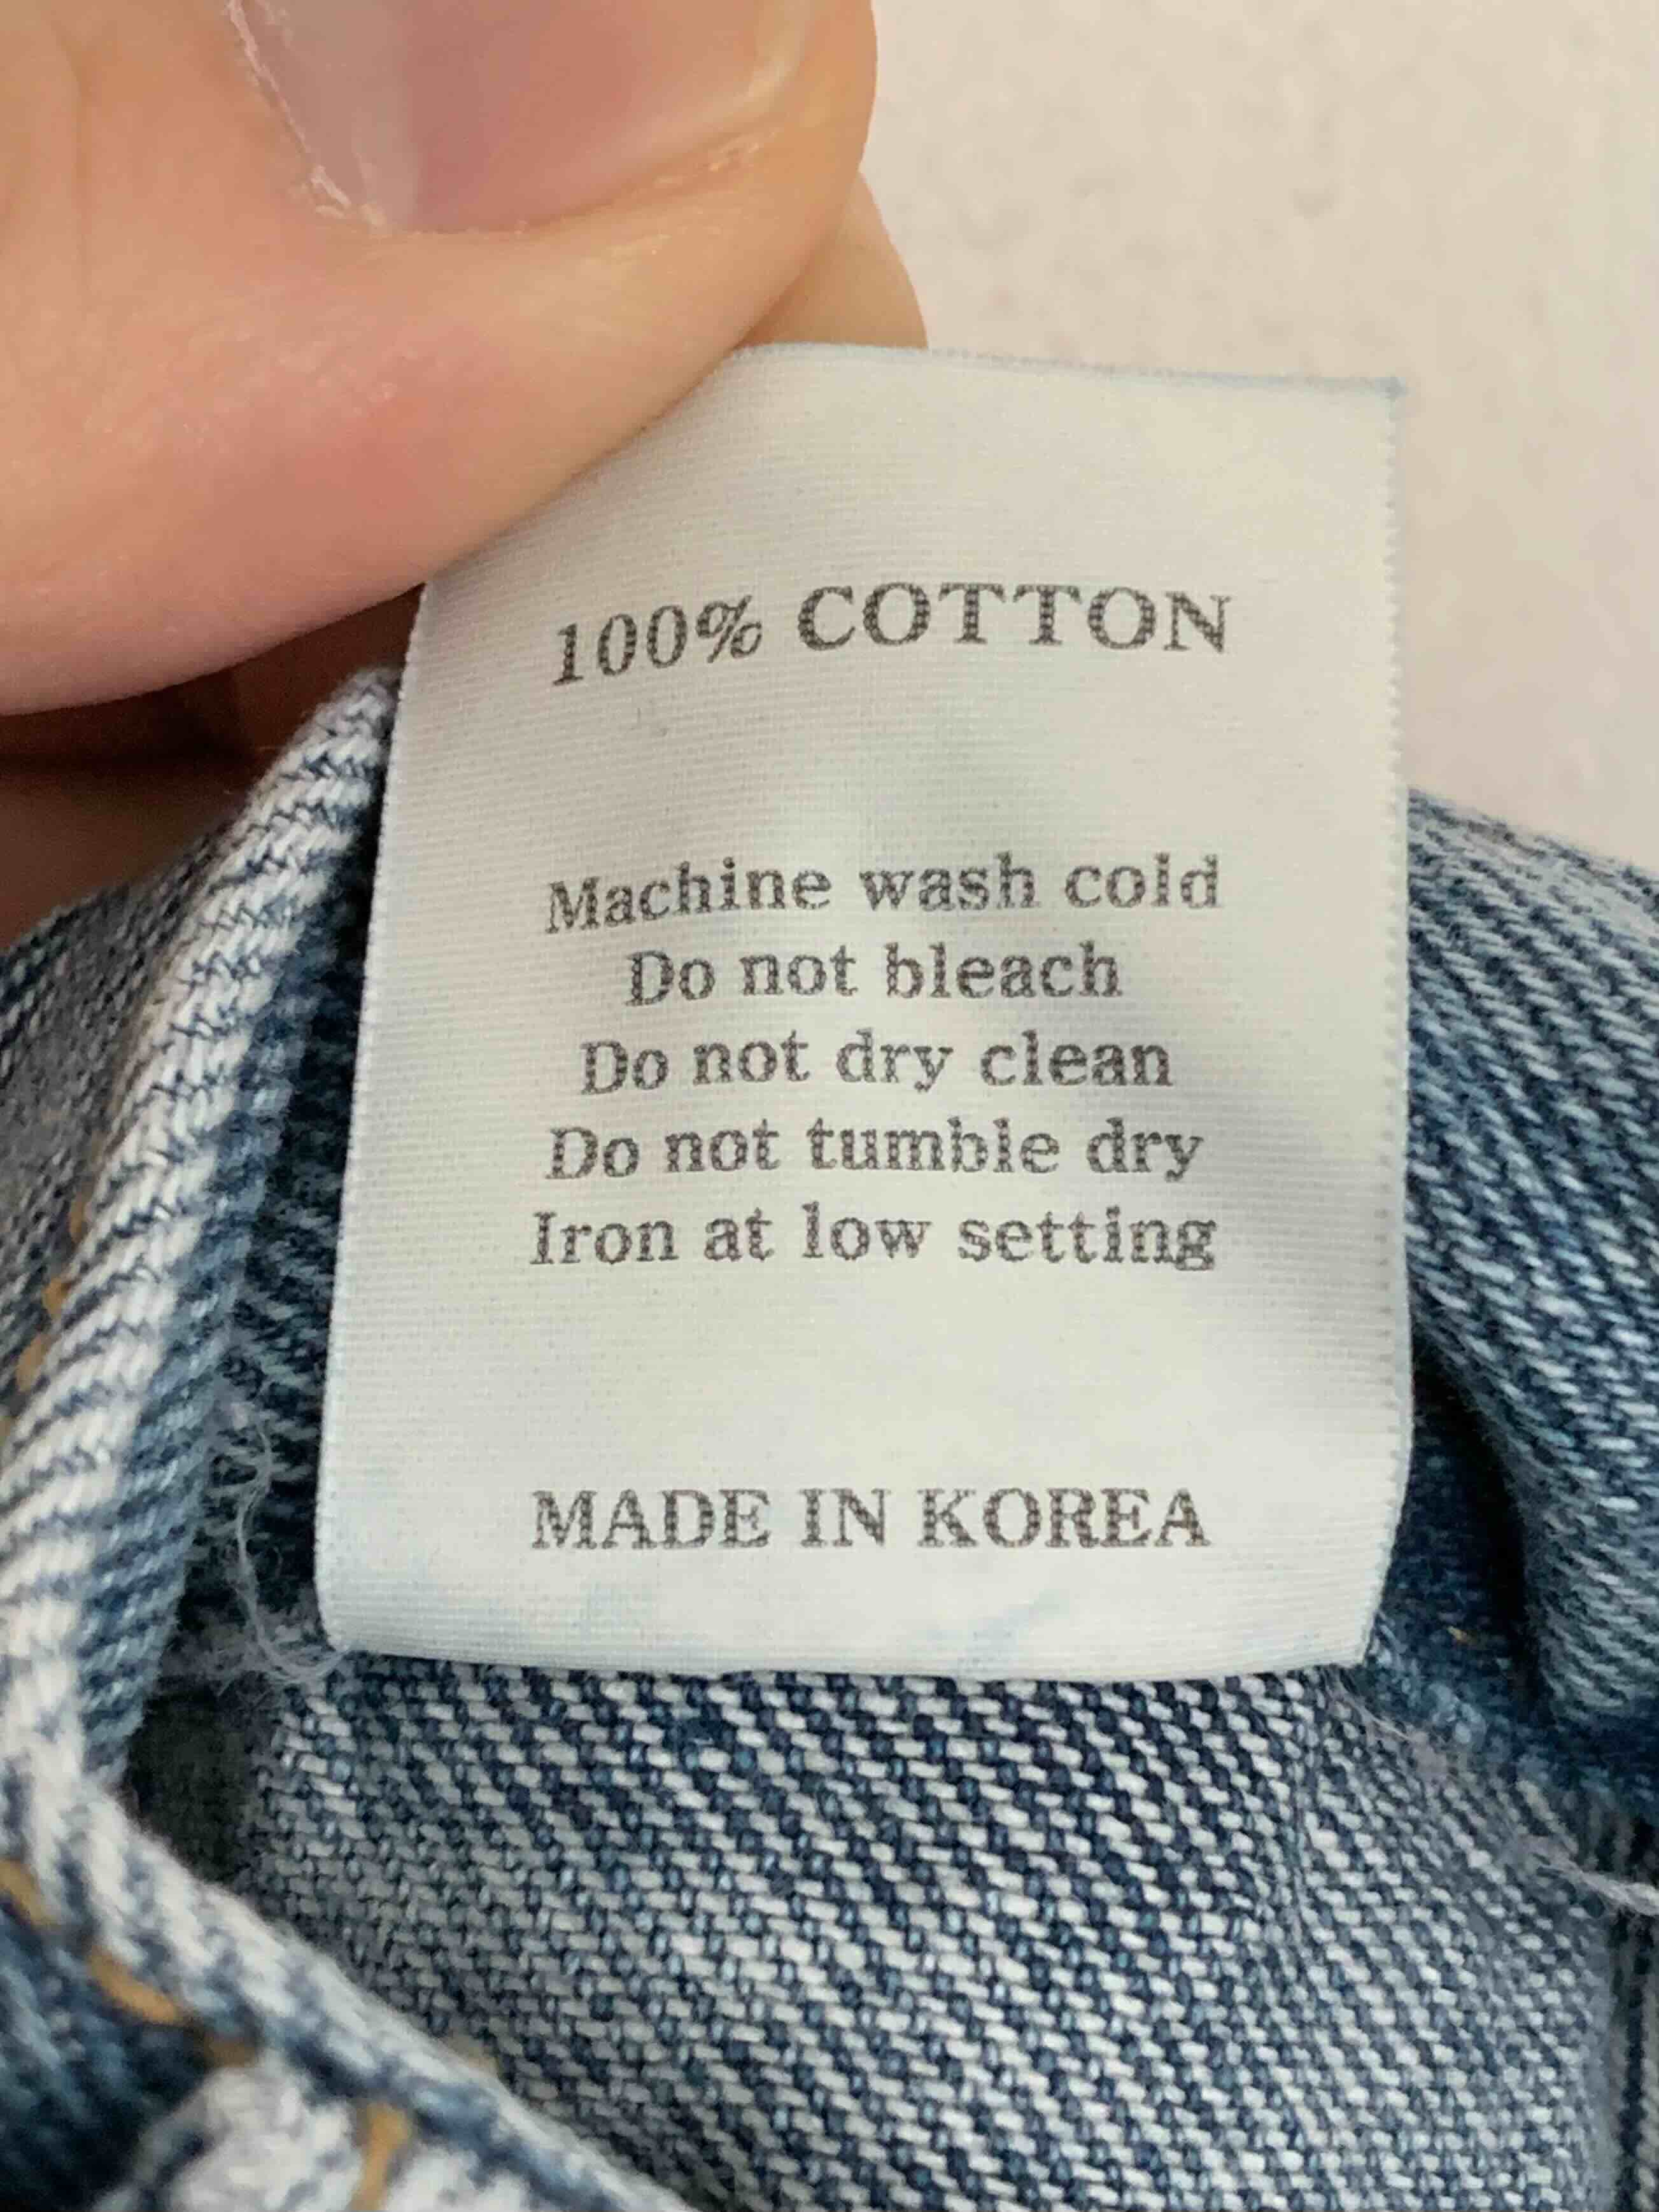 100% COTTON
Machine wash cold
Do not bleach
Do not dry clean
Do not tumble dry
Iron at low setting
MADE IN KOREA